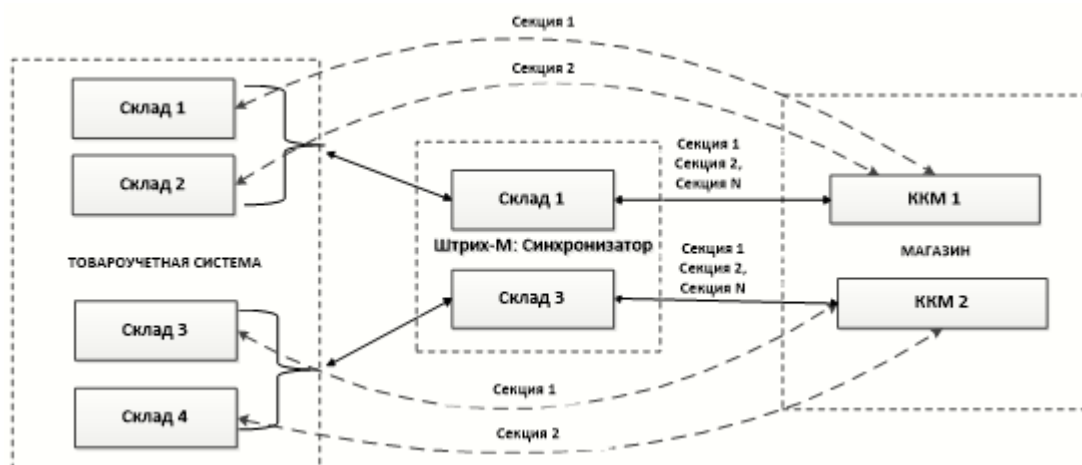 Секция 1
Секция 2
Склад 1
Склад 2
Секция 1
Секция 2,
Секция N
Склад 1
ККМ 1
Штрих-М: Синхронизатор
ТОВАРОУЧЕТНАЯ СИСТЕМА
МАГАЗИН
Секция 1
Секция 2,
Секция N
Склад 3
ККМ 2
Склад 3
Склад 4
Секция 1
Секция 2